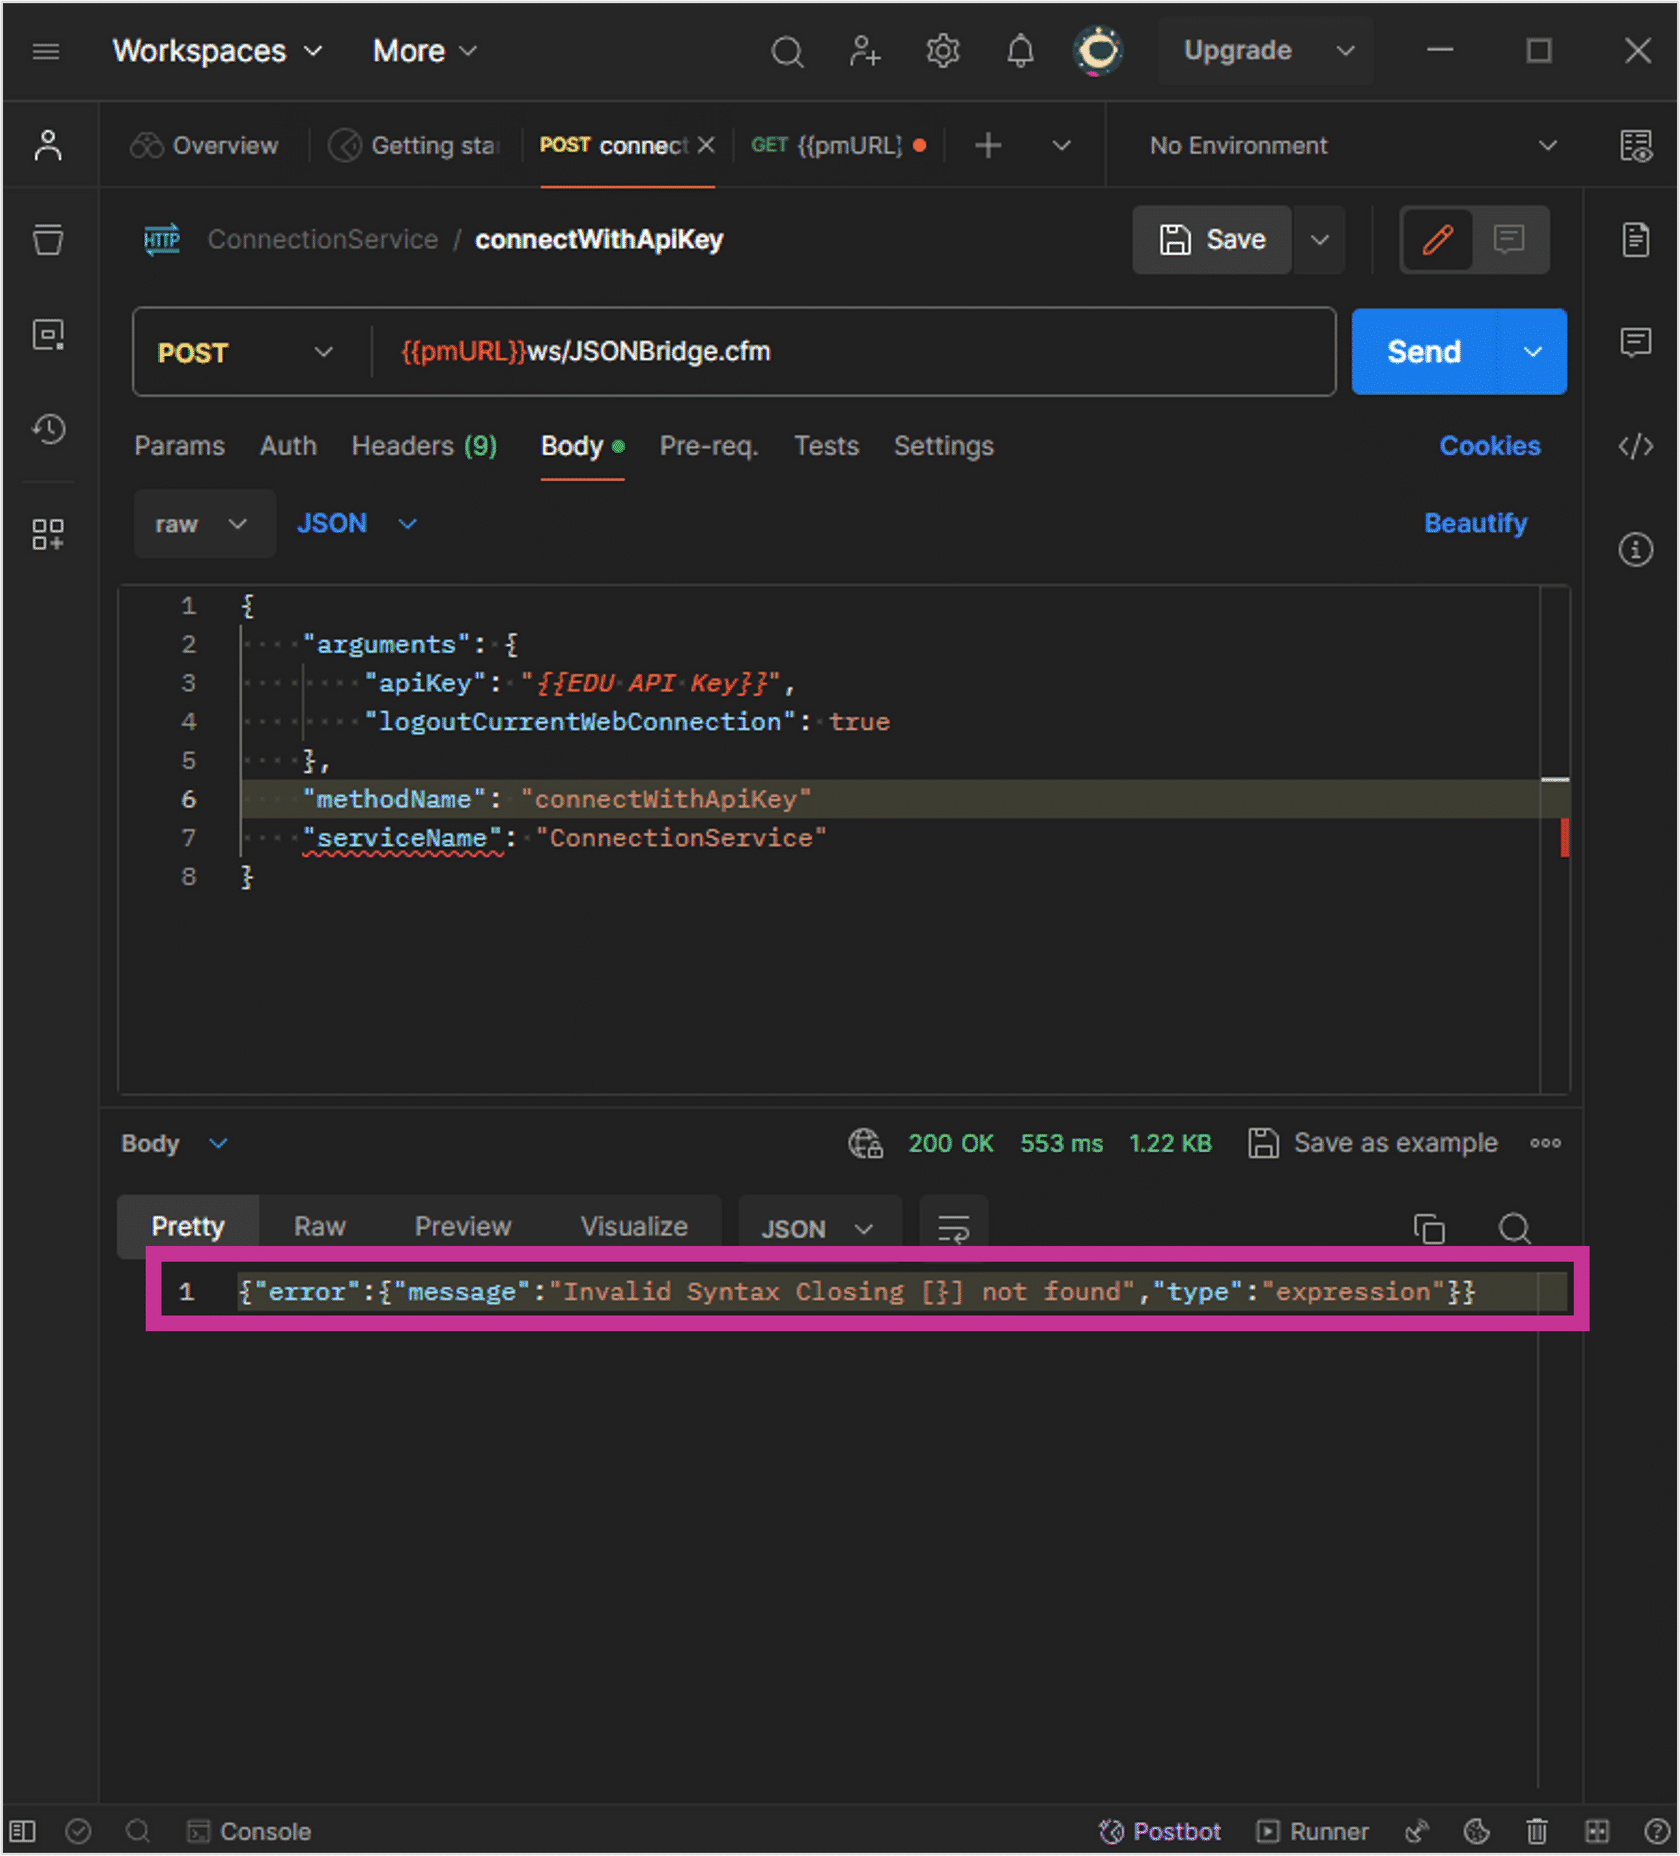 Workspaces More Upgrade
Overview Getting sta POST connect GET {{pmURL} No Environment
HTTP ConnectionService / connectWithApiKey Save
POST {{pmURL}}ws/JSONBridge.cfm Send
Params Auth Headers (9) Body Pre-req. Tests Settings Cookies
raw JSON Beautify
1 {
2 "arguments": {
3 "apiKey": "{{EDU API Key}}",
4 "logoutCurrentWebConnection": true
5 },
6 "methodName": "connectWithApiKey"
7 "serviceName": "ConnectionService"
8 }
Body 200 OK 553 ms 1.22 KB Save as example
Pretty Raw Preview Visualize JSON
1 {"error":{"message":"Invalid Syntax Closing [}] not found","type":"expression"}}
Console Postbot Runner